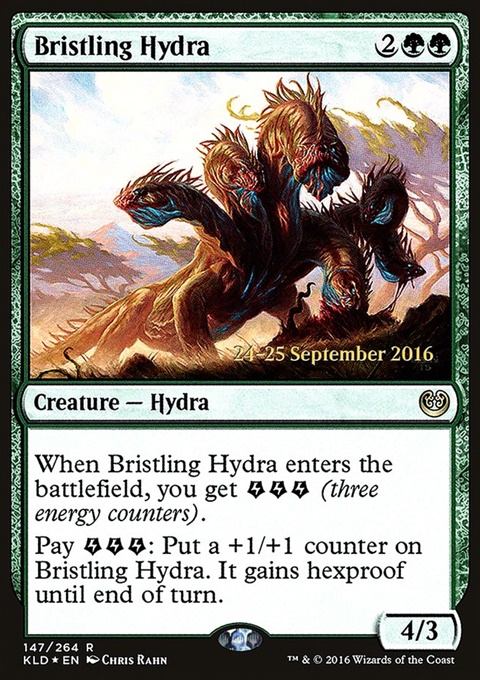 Bristling Hydra 2
24-25 September 2016
Creature — Hydra
When Bristling Hydra enters the
battlefield, you get (three
energy counters).
Pay : Put a +1/+1 counter on
Bristling Hydra. It gains hexproof
until end of turn.
4/3
147/264 R
KLD ★ EN Chris Rahn
™ & © 2016 Wizards of the Coast